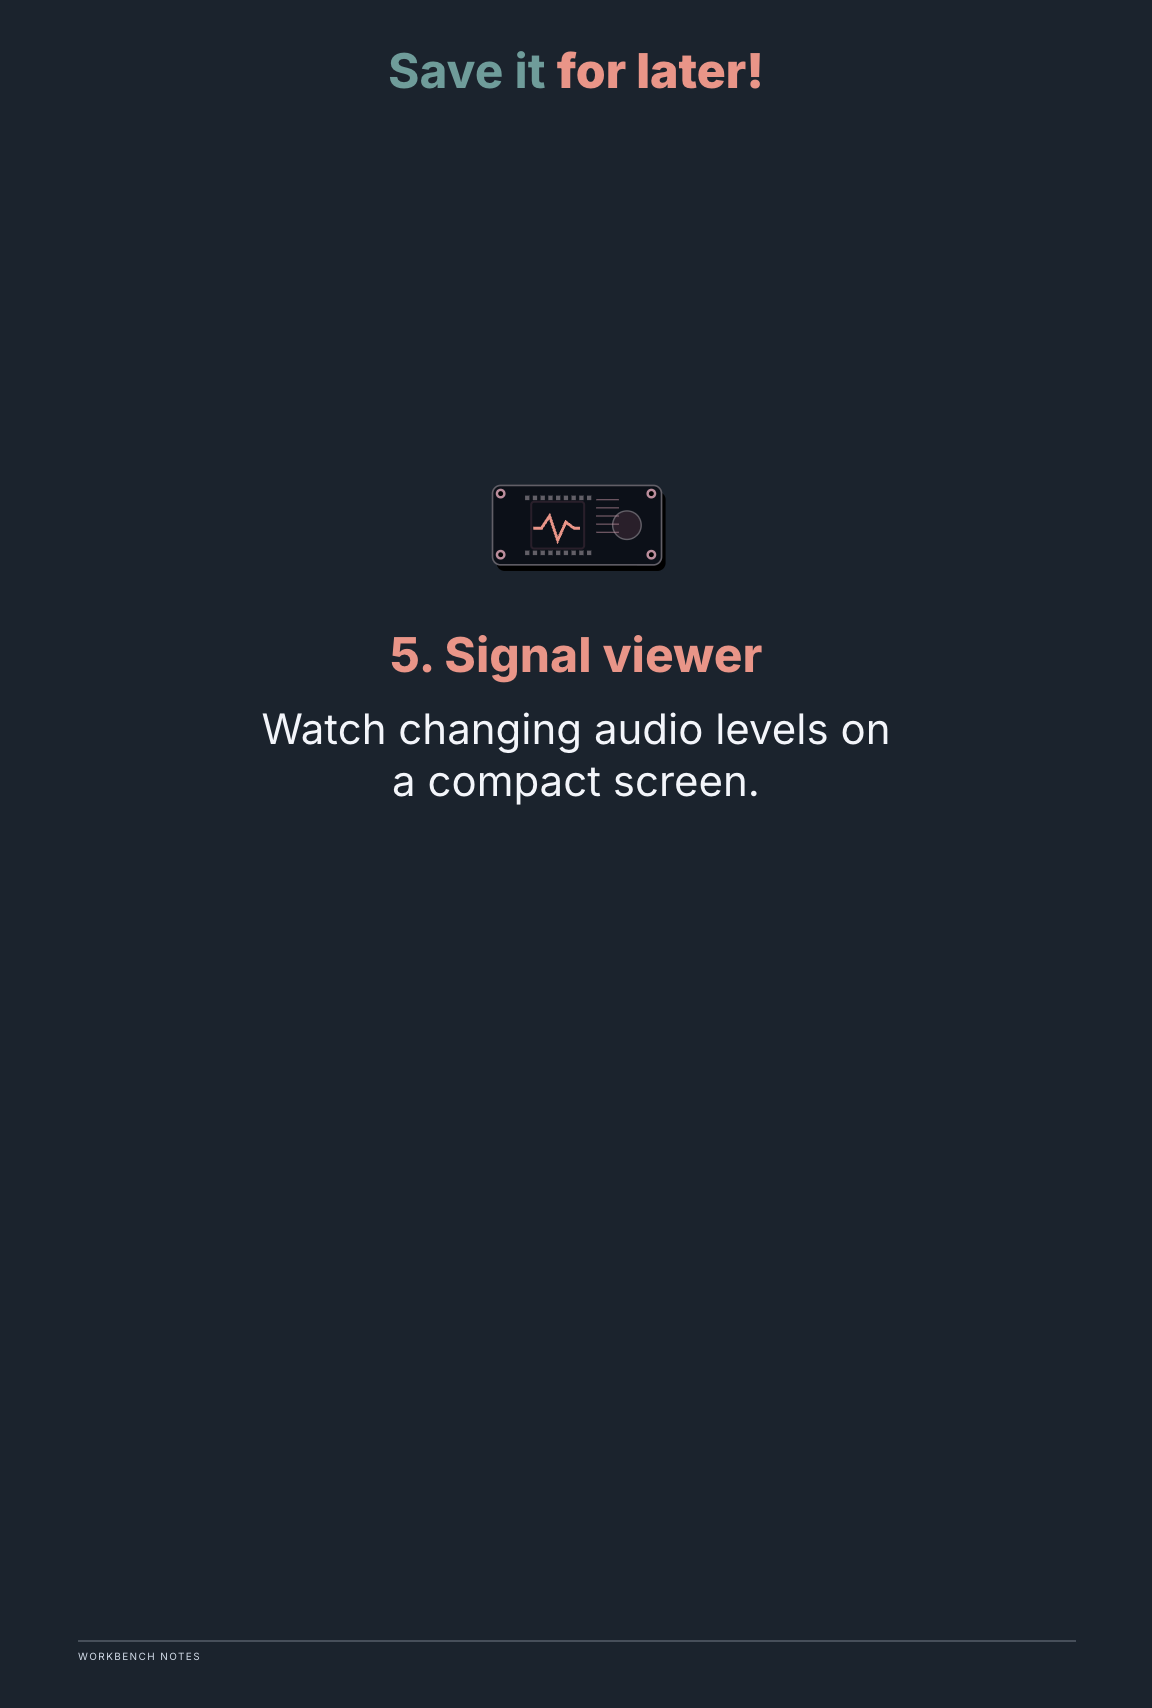 Save it for later!
5. Signal viewer
Watch changing audio levels on
a compact screen.
WORKBENCH NOTES